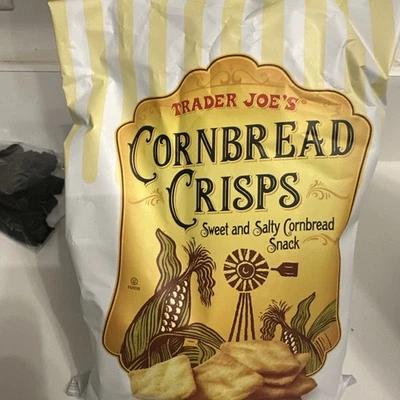 TRADER JOE'S®
CORNBREAD
CRISPS
Sweet and Salty Cornbread
Snack